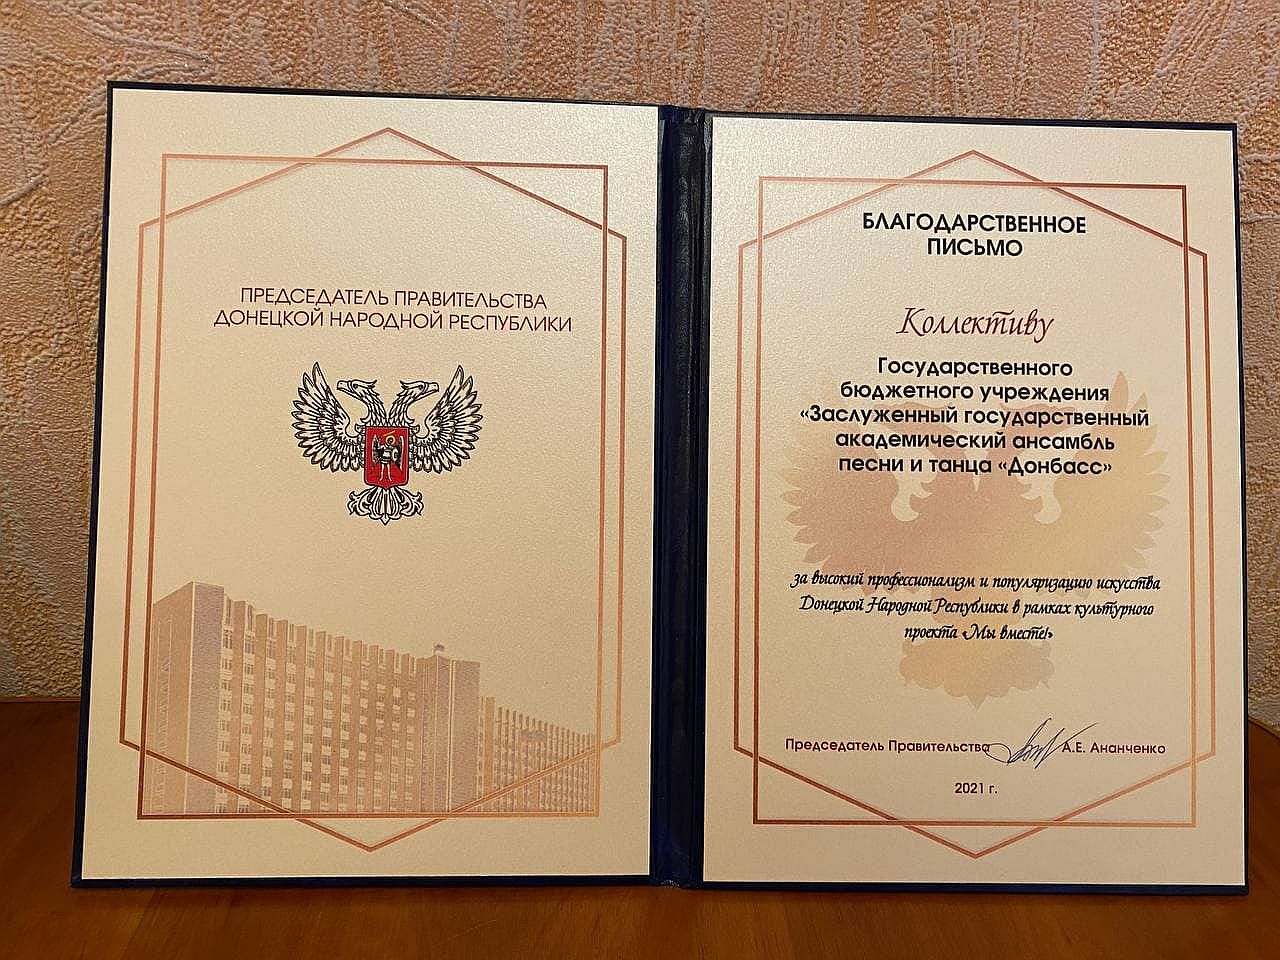 ПРЕДСЕДАТЕЛЬ ПРАВИТЕЛЬСТВА
ДОНЕЦКОЙ НАРОДНОЙ РЕСПУБЛИКИ
БЛАГОДАРСТВЕННОЕ
ПИСЬМО
Коллективу
Государственного
бюджетного учреждения
«Заслуженный государственный
академический ансамбль
песни и танца «Донбасс»
за высокий профессионализм и популяризацию искусства
Донецкой Народной Республики в рамках культурного
проекта «Мы вместе!»
Председатель Правительства А.Е. Ананченко
2021 г.